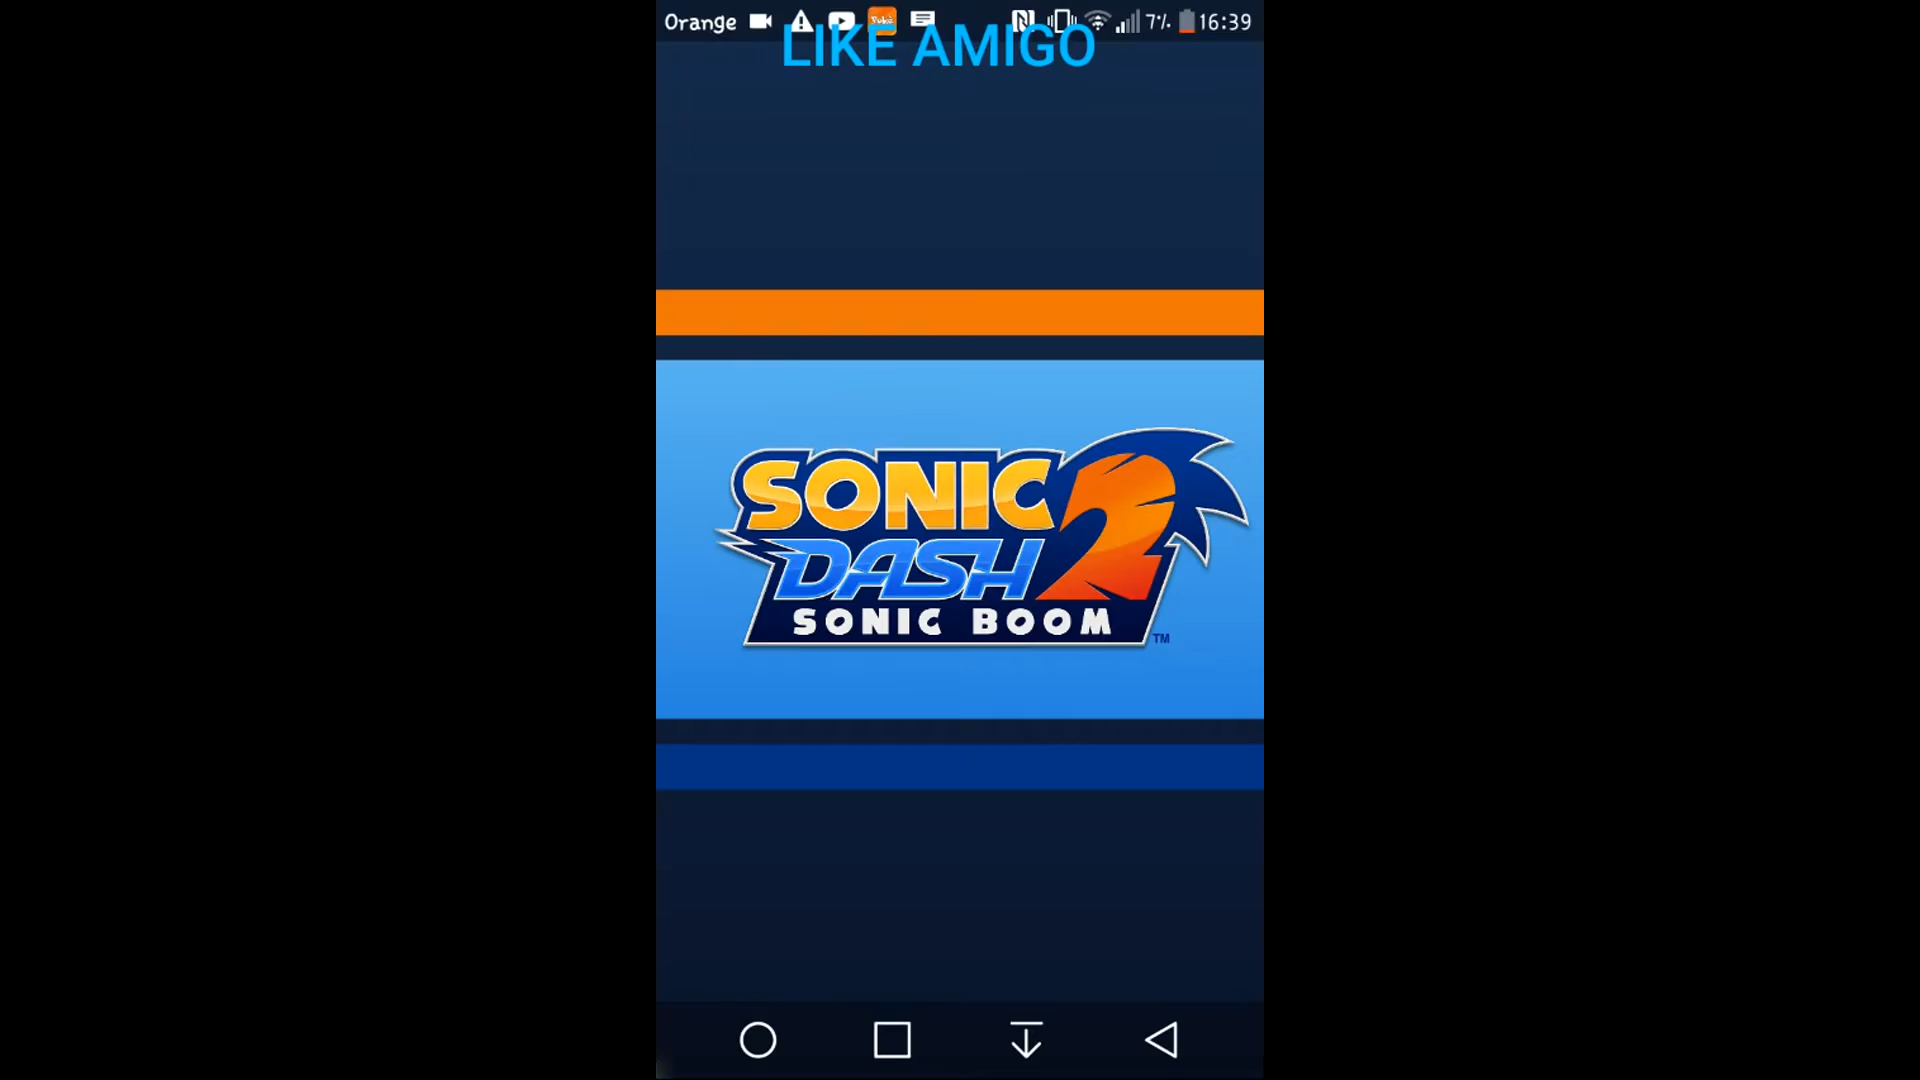 Orange 7% 16:39
LIKE AMIGO
SONIC 2
DASH
SONIC BOOM
TM